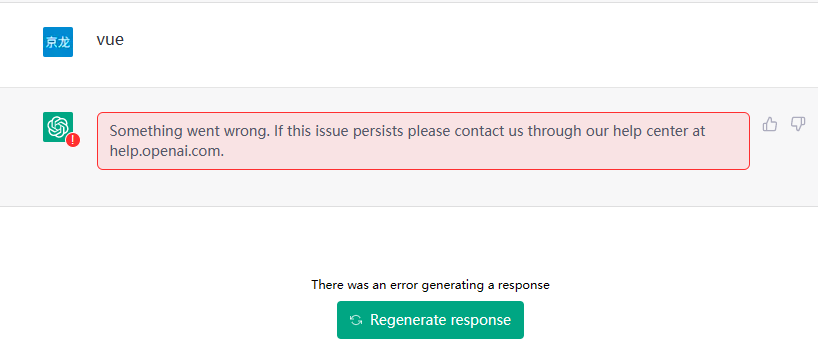 京龙
vue
!
Something went wrong. If this issue persists please contact us through our help center at
help.openai.com.
There was an error generating a response
Regenerate response